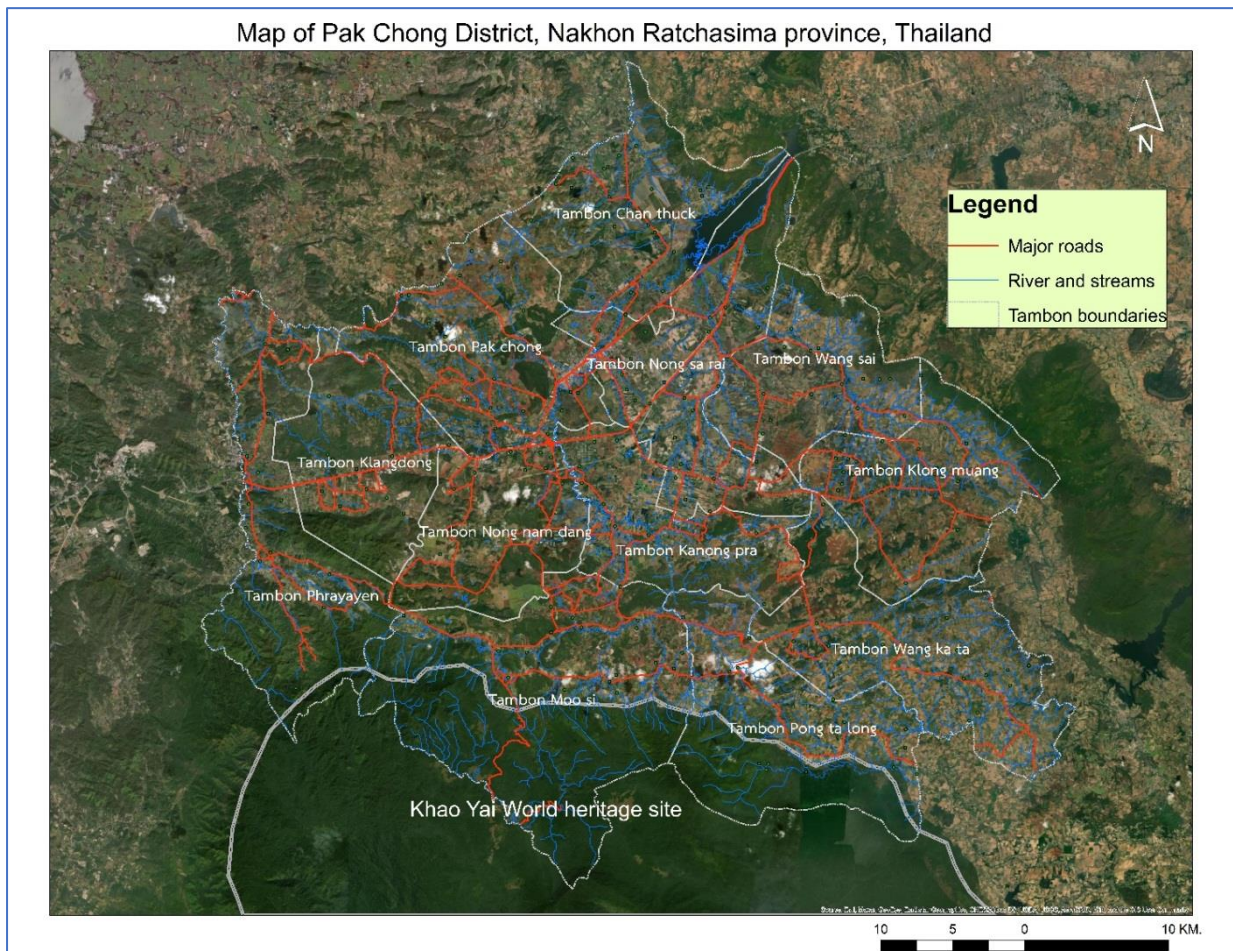 Map of Pak Chong District, Nakhon Ratchasima province, Thailand
N
Legend
Major roads
River and streams
Tambon boundaries
Tambon Chan thuck
Tambon Pak chong
Tambon Nong sa rai
Tambon Wang sai
Tambon Klangdong
Tambon Klong muang
Tambon Nong nam dang
Tambon Kanong pra
Tambon Phrayayen
Tambon Wang ka ta
Tambon Moo si
Tambon Pong ta long
Khao Yai World heritage site
10 5 0 10 KM.